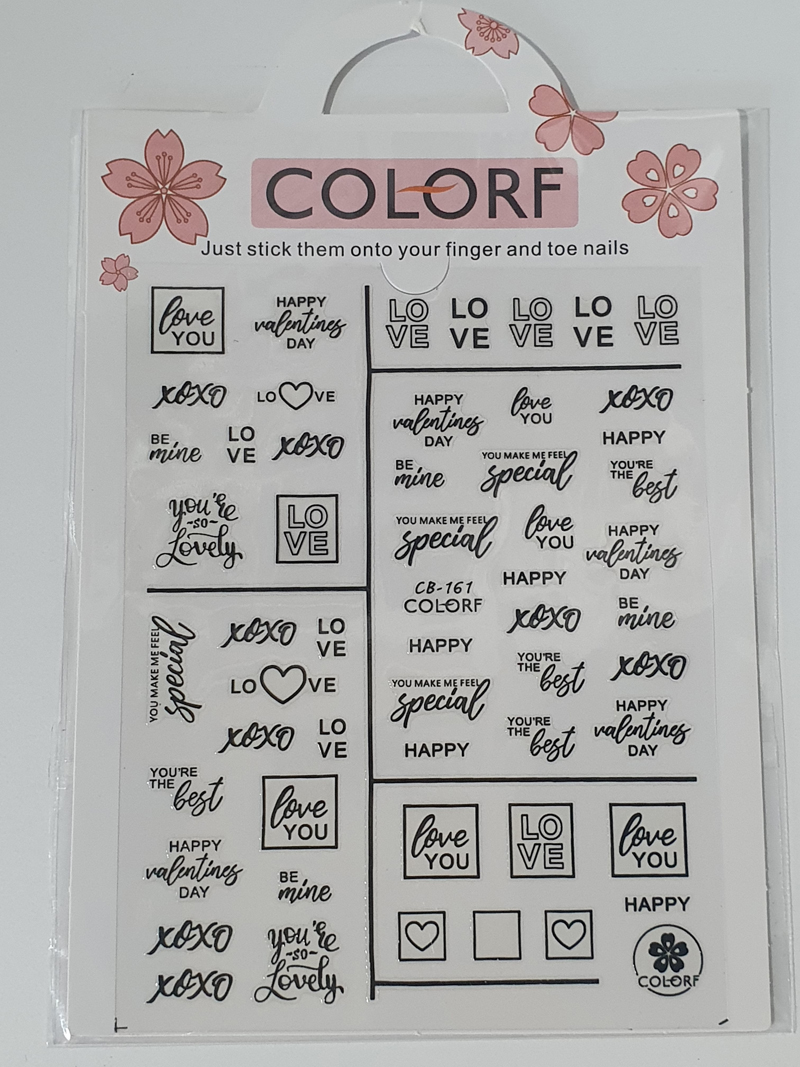 COLORF
Just stick them onto your finger and toe nails
love
YOU
HAPPY
valentines
DAY
XOXO
LO VE
BE
mine
LO
VE
XOXO
you're
-so-
Lovely
LO
VE
LO
VE
LO
VE
LO
VE
LO
VE
LO
VE
HAPPY
valentines
DAY
love
YOU
XOXO
HAPPY
BE
mine
YOU MAKE ME FEEL
special
YOU'RE
THE
best
YOU MAKE ME FEEL
special
love
YOU
HAPPY
valentines
DAY
CB-161
COLORF
HAPPY
XOXO
BE
mine
HAPPY
YOU'RE
THE
best
XOXO
YOU MAKE ME FEEL
special
HAPPY
YOU'RE
THE
best
HAPPY
valentines
DAY
YOU MAKE ME FEEL
special
XOXO
LO
VE
LO VE
XOXO
LO
VE
YOU'RE
THE
best
love
YOU
HAPPY
valentines
DAY
BE
mine
XOXO
you're
-so-
Lovely
XOXO
love
YOU
LO
VE
love
YOU
HAPPY
COLORF